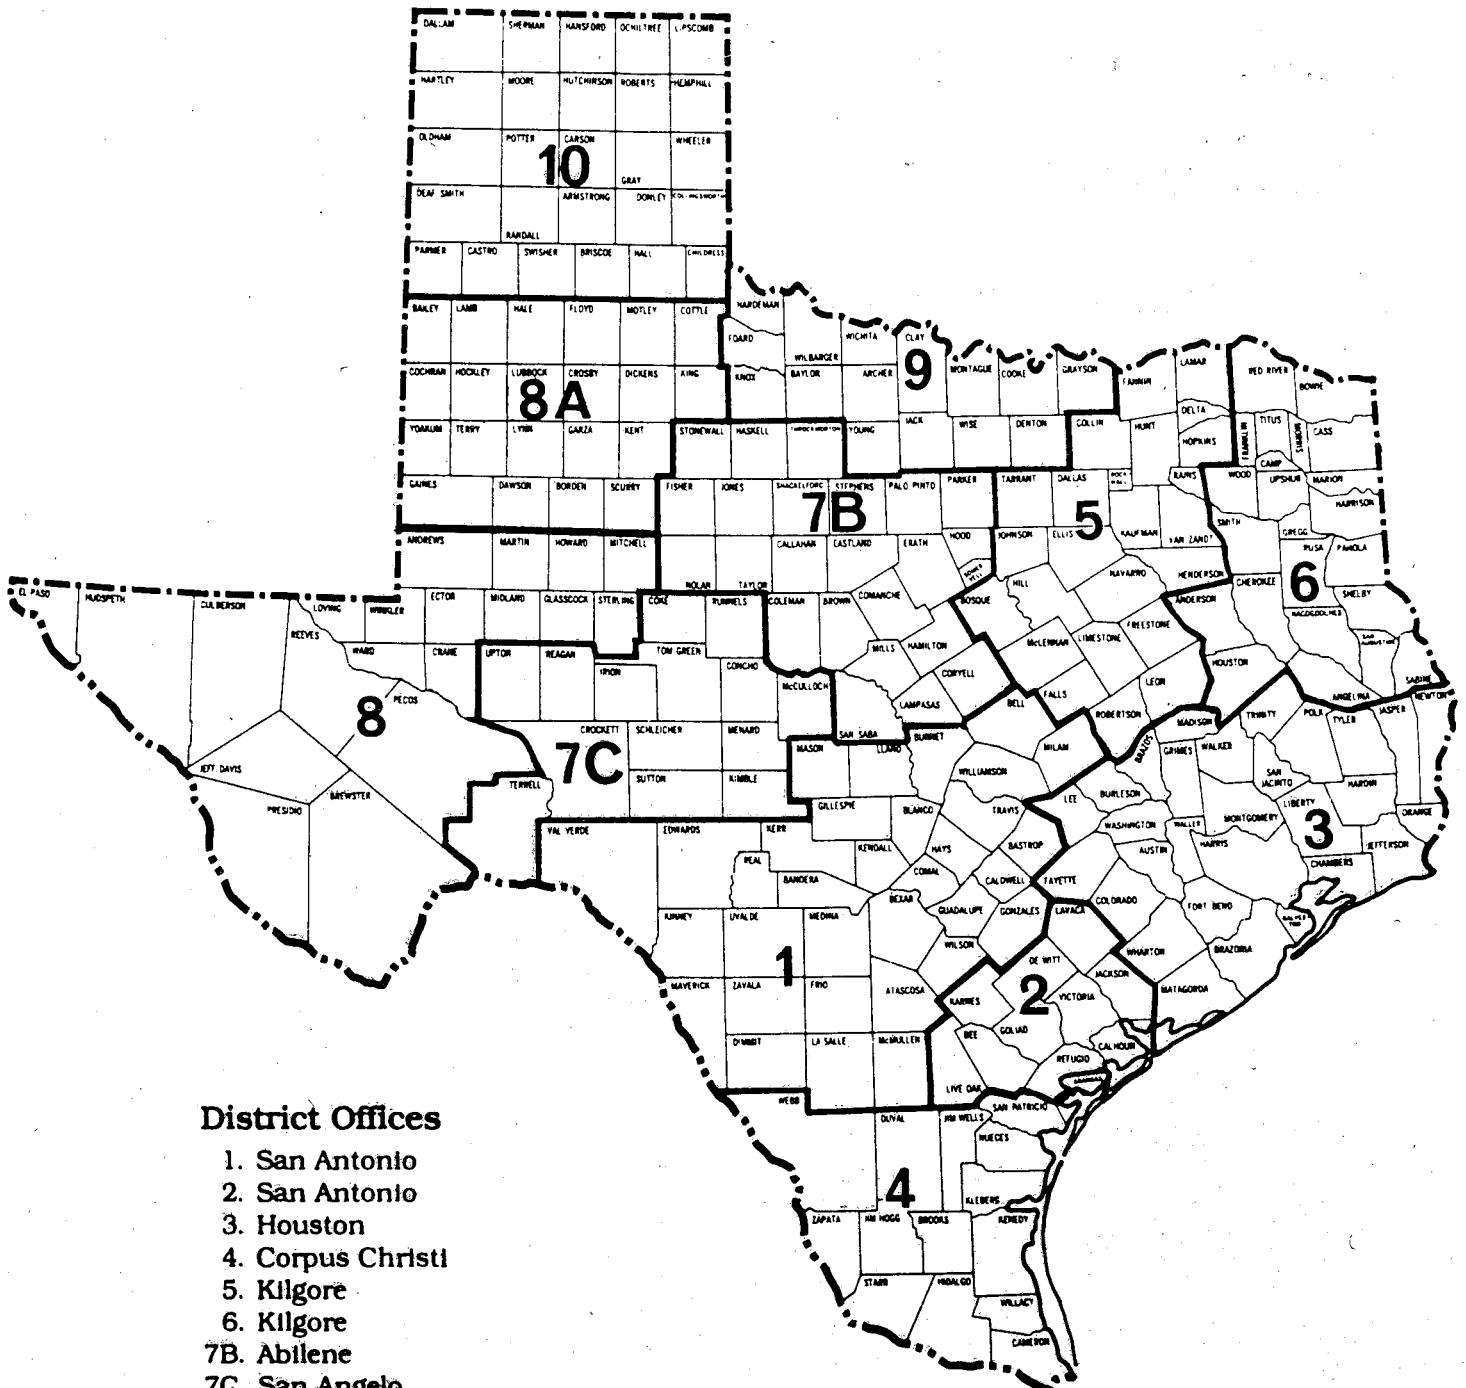 DALLAM SHERMAN HANSFORD OCHILTREE LIPSCOMB
HARTLEY MOORE HUTCHINSON ROBERTS HEMPHILL
OLDHAM POTTER CARSON WHEELER
10
GRAY
DEAF SMITH ARMSTRONG DONLEY COLLINGSWORTH
RANDALL
PARMER CASTRO SWISHER BRISCOE HALL CHILDRESS
BAILEY LAMB HALE FLOYD MOTLEY COTTLE HARDEMAN
FOARD WILBARGER WICHITA CLAY
COCHRAN HOCKLEY LUBBOCK CROSBY DICKENS KING KNOX BAYLOR ARCHER 9 MONTAGUE COOKE GRAYSON FANNIN LAMAR RED RIVER BOWIE
8A
YOAKUM TERRY LYNN GARZA KENT STONEWALL HASKELL THROCKMORTON YOUNG JACK WISE DENTON COLLIN HUNT DELTA HOPKINS FRANKLIN TITUS MORRIS CASS
CAMP
GAINES DAWSON BORDEN SCURRY FISHER JONES SHACKELFORD STEPHENS PALO PINTO PARKER TARRANT DALLAS ROCK WALL RAINS WOOD UPSHUR MARION
HARRISON
7B 5
ANDREWS MARTIN HOWARD MITCHELL CALLAHAN EASTLAND ERATH HOOD JOHNSON ELLIS KAUFMAN VAN ZANDT SMITH GREGG RUSK PANOLA
NOLAN TAYLOR SOMERVELL HILL NAVARRO HENDERSON CHEROKEE 6 SHELBY
EL PASO HUDSPETH CULBERSON LOVING WINKLER ECTOR MIDLAND GLASSCOCK STERLING COKE RUNNELS COLEMAN BROWN COMANCHE BOSQUE ANDERSON NACOGDOCHES
REEVES WARD CRANE UPTON REAGAN IRION TOM GREEN CONCHO MILLS HAMILTON McLENNAN LIMESTONE FREESTONE HOUSTON SAN AUGUSTINE
PECOS McCULLOCH LAMPASAS CORYELL BELL FALLS LEON ANGELINA SABINE
8
CROCKETT SCHLEICHER MENARD SAN SABA BURNET ROBERTSON MADISON TRINITY POLK TYLER JASPER NEWTON
MASON LLANO MILAM BRAZOS GRIMES WALKER
7C
JEFF DAVIS TERRELL SUTTON KIMBLE WILLIAMSON SAN JACINTO HARDIN
PRESIDIO BREWSTER GILLESPIE BLANCO TRAVIS LEE BURLESON LIBERTY ORANGE
VAL VERDE EDWARDS KERR WASHINGTON WALLER MONTGOMERY 3
REAL KENDALL HAYS BASTROP AUSTIN HARRIS JEFFERSON
BANDERA COMAL CALDWELL FAYETTE CHAMBERS
KINNEY UVALDE MEDINA BEXAR GUADALUPE GONZALES LAVACA COLORADO FORT BEND GALVESTON
1
WILSON DE WITT WHARTON BRAZORIA
MAVERICK ZAVALA FRIO ATASCOSA KARNES 2 JACKSON MATAGORDA
VICTORIA
DIMMIT LA SALLE McMULLEN BEE GOLIAD CALHOUN
REFUGIO
WEBB LIVE OAK ARANSAS
DUVAL JIM WELLS SAN PATRICIO
NUECES
4
KLEBERG
ZAPATA JIM HOGG BROOKS KENEDY
STARR HIDALGO
WILLACY
CAMERON
District Offices
1. San Antonio
2. San Antonio
3. Houston
4. Corpus Christi
5. Kilgore
6. Kilgore
7B. Abilene
7C. San Angelo